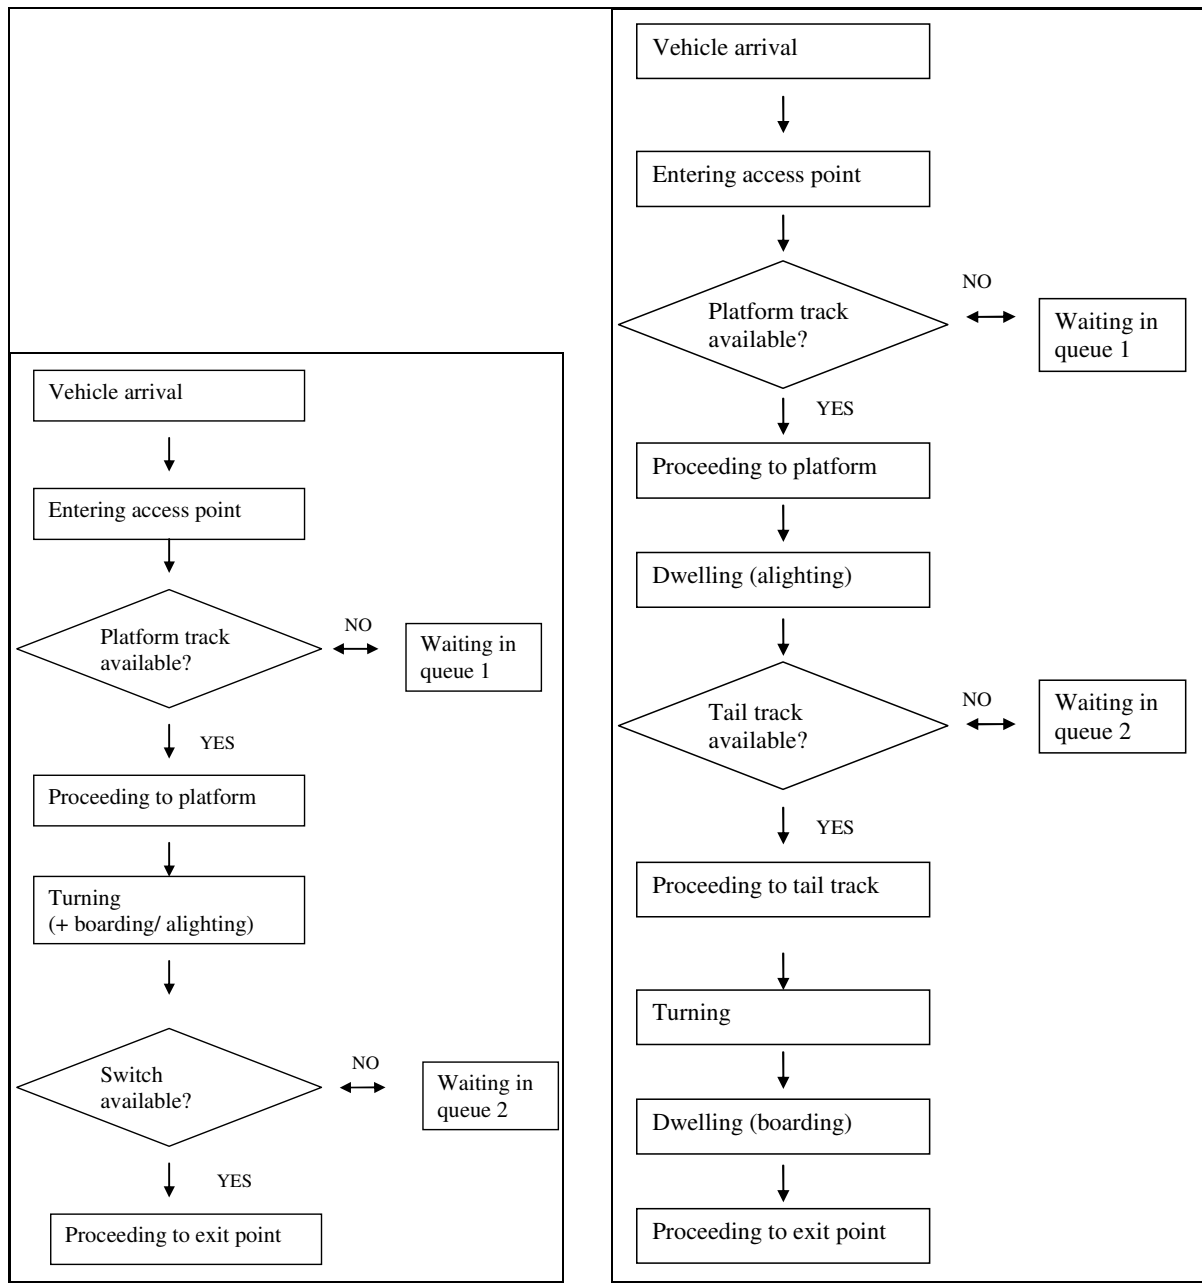 Vehicle arrival
Entering access point
Platform track
available?
NO
Waiting in
queue 1
YES
Proceeding to platform
Turning
(+ boarding/ alighting)
Switch
available?
NO
Waiting in
queue 2
YES
Proceeding to exit point
Vehicle arrival
Entering access point
Platform track
available?
NO
Waiting in
queue 1
YES
Proceeding to platform
Dwelling (alighting)
Tail track
available?
NO
Waiting in
queue 2
YES
Proceeding to tail track
Turning
Dwelling (boarding)
Proceeding to exit point